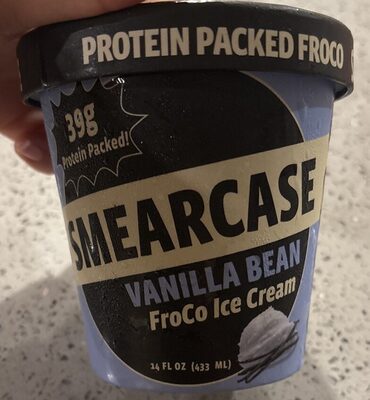 PROTEIN PACKED FROCO
39g
Protein Packed!
SMEARCASE
VANILLA BEAN
FroCo Ice Cream
14 FL OZ (433 ML)